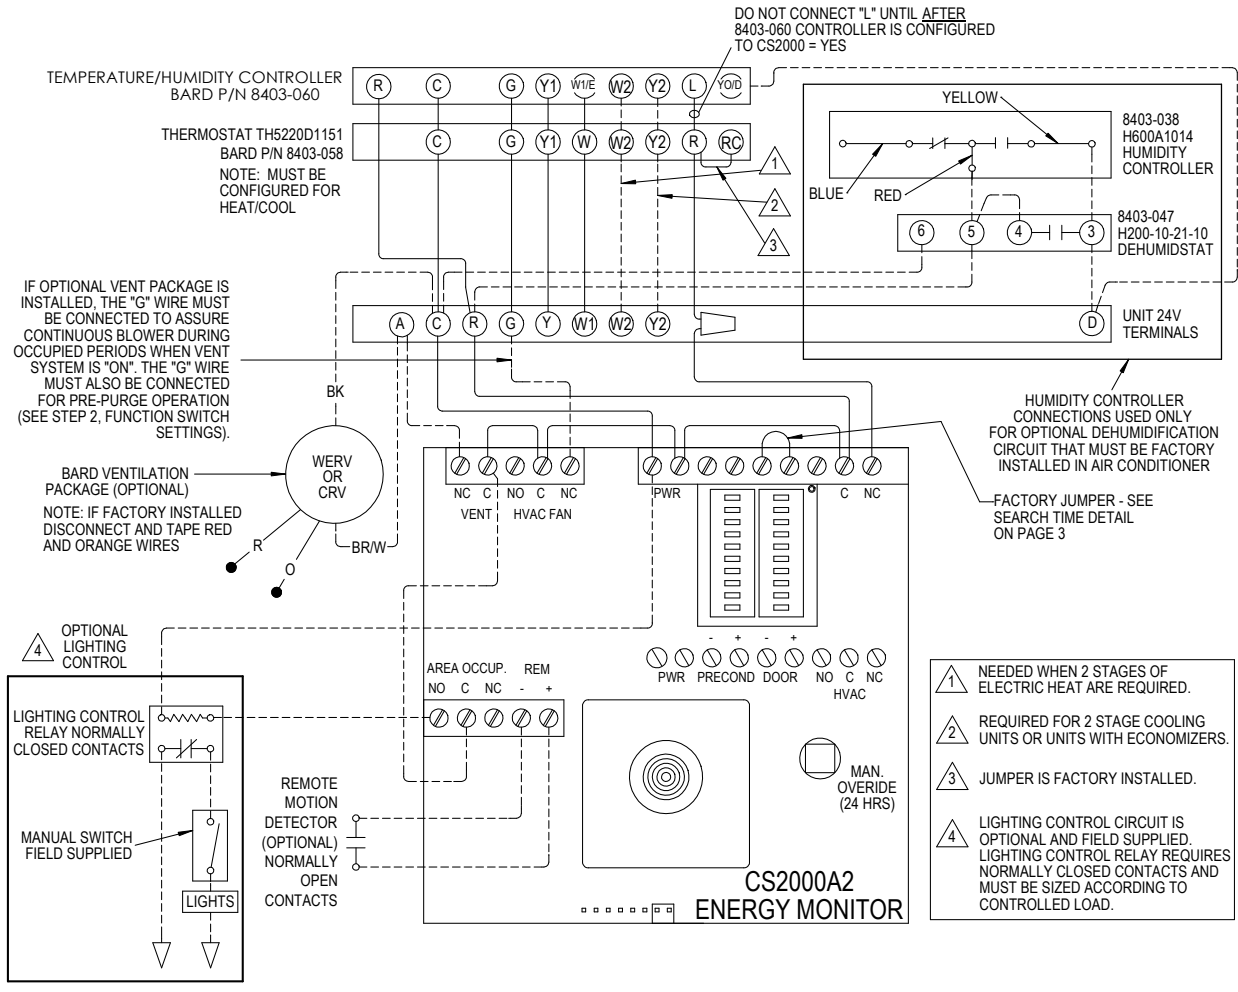 DO NOT CONNECT "L" UNTIL AFTER
8403-060 CONTROLLER IS CONFIGURED
TO CS2000 = YES
TEMPERATURE/HUMIDITY CONTROLLER
BARD P/N 8403-060
R C G Y1 W1/E W2 Y2 L YO/D
THERMOSTAT TH5220D1151
BARD P/N 8403-058
NOTE: MUST BE
CONFIGURED FOR
HEAT/COOL
C G Y1 W W2 Y2 R RC
1
2
3
YELLOW
BLUE
RED
8403-038
H600A1014
HUMIDITY
CONTROLLER
6 5 4 3
8403-047
H200-10-21-10
DEHUMIDSTAT
IF OPTIONAL VENT PACKAGE IS
INSTALLED, THE "G" WIRE MUST
BE CONNECTED TO ASSURE
CONTINUOUS BLOWER DURING
OCCUPIED PERIODS WHEN VENT
SYSTEM IS "ON". THE "G" WIRE
MUST ALSO BE CONNECTED
FOR PRE-PURGE OPERATION
(SEE STEP 2, FUNCTION SWITCH
SETTINGS).
A C R G Y W1 W2 Y2 D
UNIT 24V
TERMINALS
HUMIDITY CONTROLLER
CONNECTIONS USED ONLY
FOR OPTIONAL DEHUMIDIFICATION
CIRCUIT THAT MUST BE FACTORY
INSTALLED IN AIR CONDITIONER
BK
WERV
OR
CRV
BARD VENTILATION
PACKAGE (OPTIONAL)
NOTE: IF FACTORY INSTALLED
DISCONNECT AND TAPE RED
AND ORANGE WIRES
R
O
BR/W
NC C NO C NC
VENT HVAC FAN
PWR C NC
FACTORY JUMPER - SEE
SEARCH TIME DETAIL
ON PAGE 3
- + - +
PWR PRECOND DOOR NO C NC
HVAC
4
OPTIONAL
LIGHTING
CONTROL
LIGHTING CONTROL
RELAY NORMALLY
CLOSED CONTACTS
MANUAL SWITCH
FIELD SUPPLIED
LIGHTS
AREA OCCUP. REM
NO C NC - +
REMOTE
MOTION
DETECTOR
(OPTIONAL)
NORMALLY
OPEN
CONTACTS
MAN.
OVERIDE
(24 HRS)
CS2000A2
ENERGY MONITOR
1 NEEDED WHEN 2 STAGES OF
ELECTRIC HEAT ARE REQUIRED.
2 REQUIRED FOR 2 STAGE COOLING
UNITS OR UNITS WITH ECONOMIZERS.
3 JUMPER IS FACTORY INSTALLED.
4 LIGHTING CONTROL CIRCUIT IS
OPTIONAL AND FIELD SUPPLIED.
LIGHTING CONTROL RELAY REQUIRES
NORMALLY CLOSED CONTACTS AND
MUST BE SIZED ACCORDING TO
CONTROLLED LOAD.